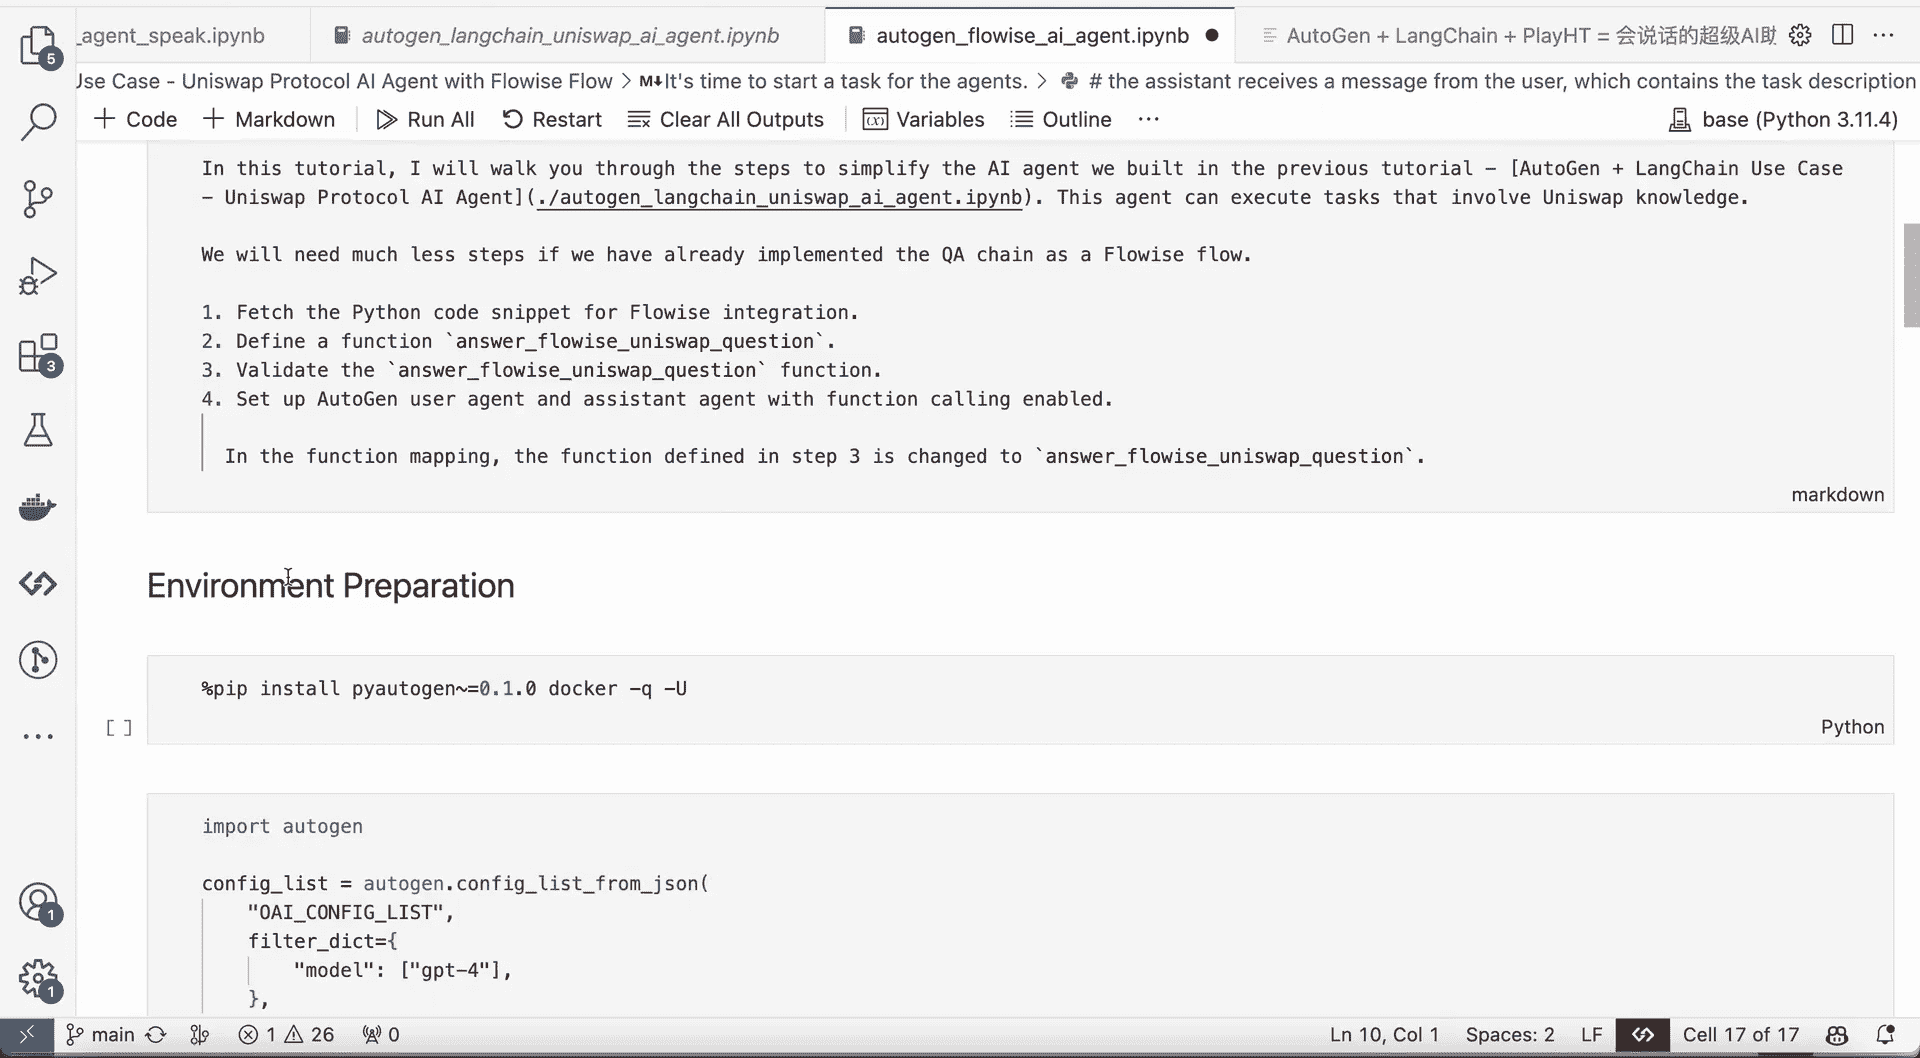 _agent_speak.ipynb
autogen_langchain_uniswap_ai_agent.ipynb
autogen_flowise_ai_agent.ipynb
AutoGen + LangChain + PlayHT = 会说话的超级AI助
Use Case - Uniswap Protocol AI Agent with Flowise Flow > M↓It's time to start a task for the agents. > # the assistant receives a message from the user, which contains the task description
+ Code + Markdown Run All Restart Clear All Outputs Variables Outline ... base (Python 3.11.4)
In this tutorial, I will walk you through the steps to simplify the AI agent we built in the previous tutorial - [AutoGen + LangChain Use Case
- Uniswap Protocol AI Agent](./autogen_langchain_uniswap_ai_agent.ipynb). This agent can execute tasks that involve Uniswap knowledge.
We will need much less steps if we have already implemented the QA chain as a Flowise flow.
1. Fetch the Python code snippet for Flowise integration.
2. Define a function `answer_flowise_uniswap_question`.
3. Validate the `answer_flowise_uniswap_question` function.
4. Set up AutoGen user agent and assistant agent with function calling enabled.
In the function mapping, the function defined in step 3 is changed to `answer_flowise_uniswap_question`.
markdown
Environment Preparation
%pip install pyautogen~=0.1.0 docker -q -U
[ ]
Python
import autogen
config_list = autogen.config_list_from_json(
"OAI_CONFIG_LIST",
filter_dict={
"model": ["gpt-4"],
},
5
3
1
1
main 1 26 0 Ln 10, Col 1 Spaces: 2 LF Cell 17 of 17